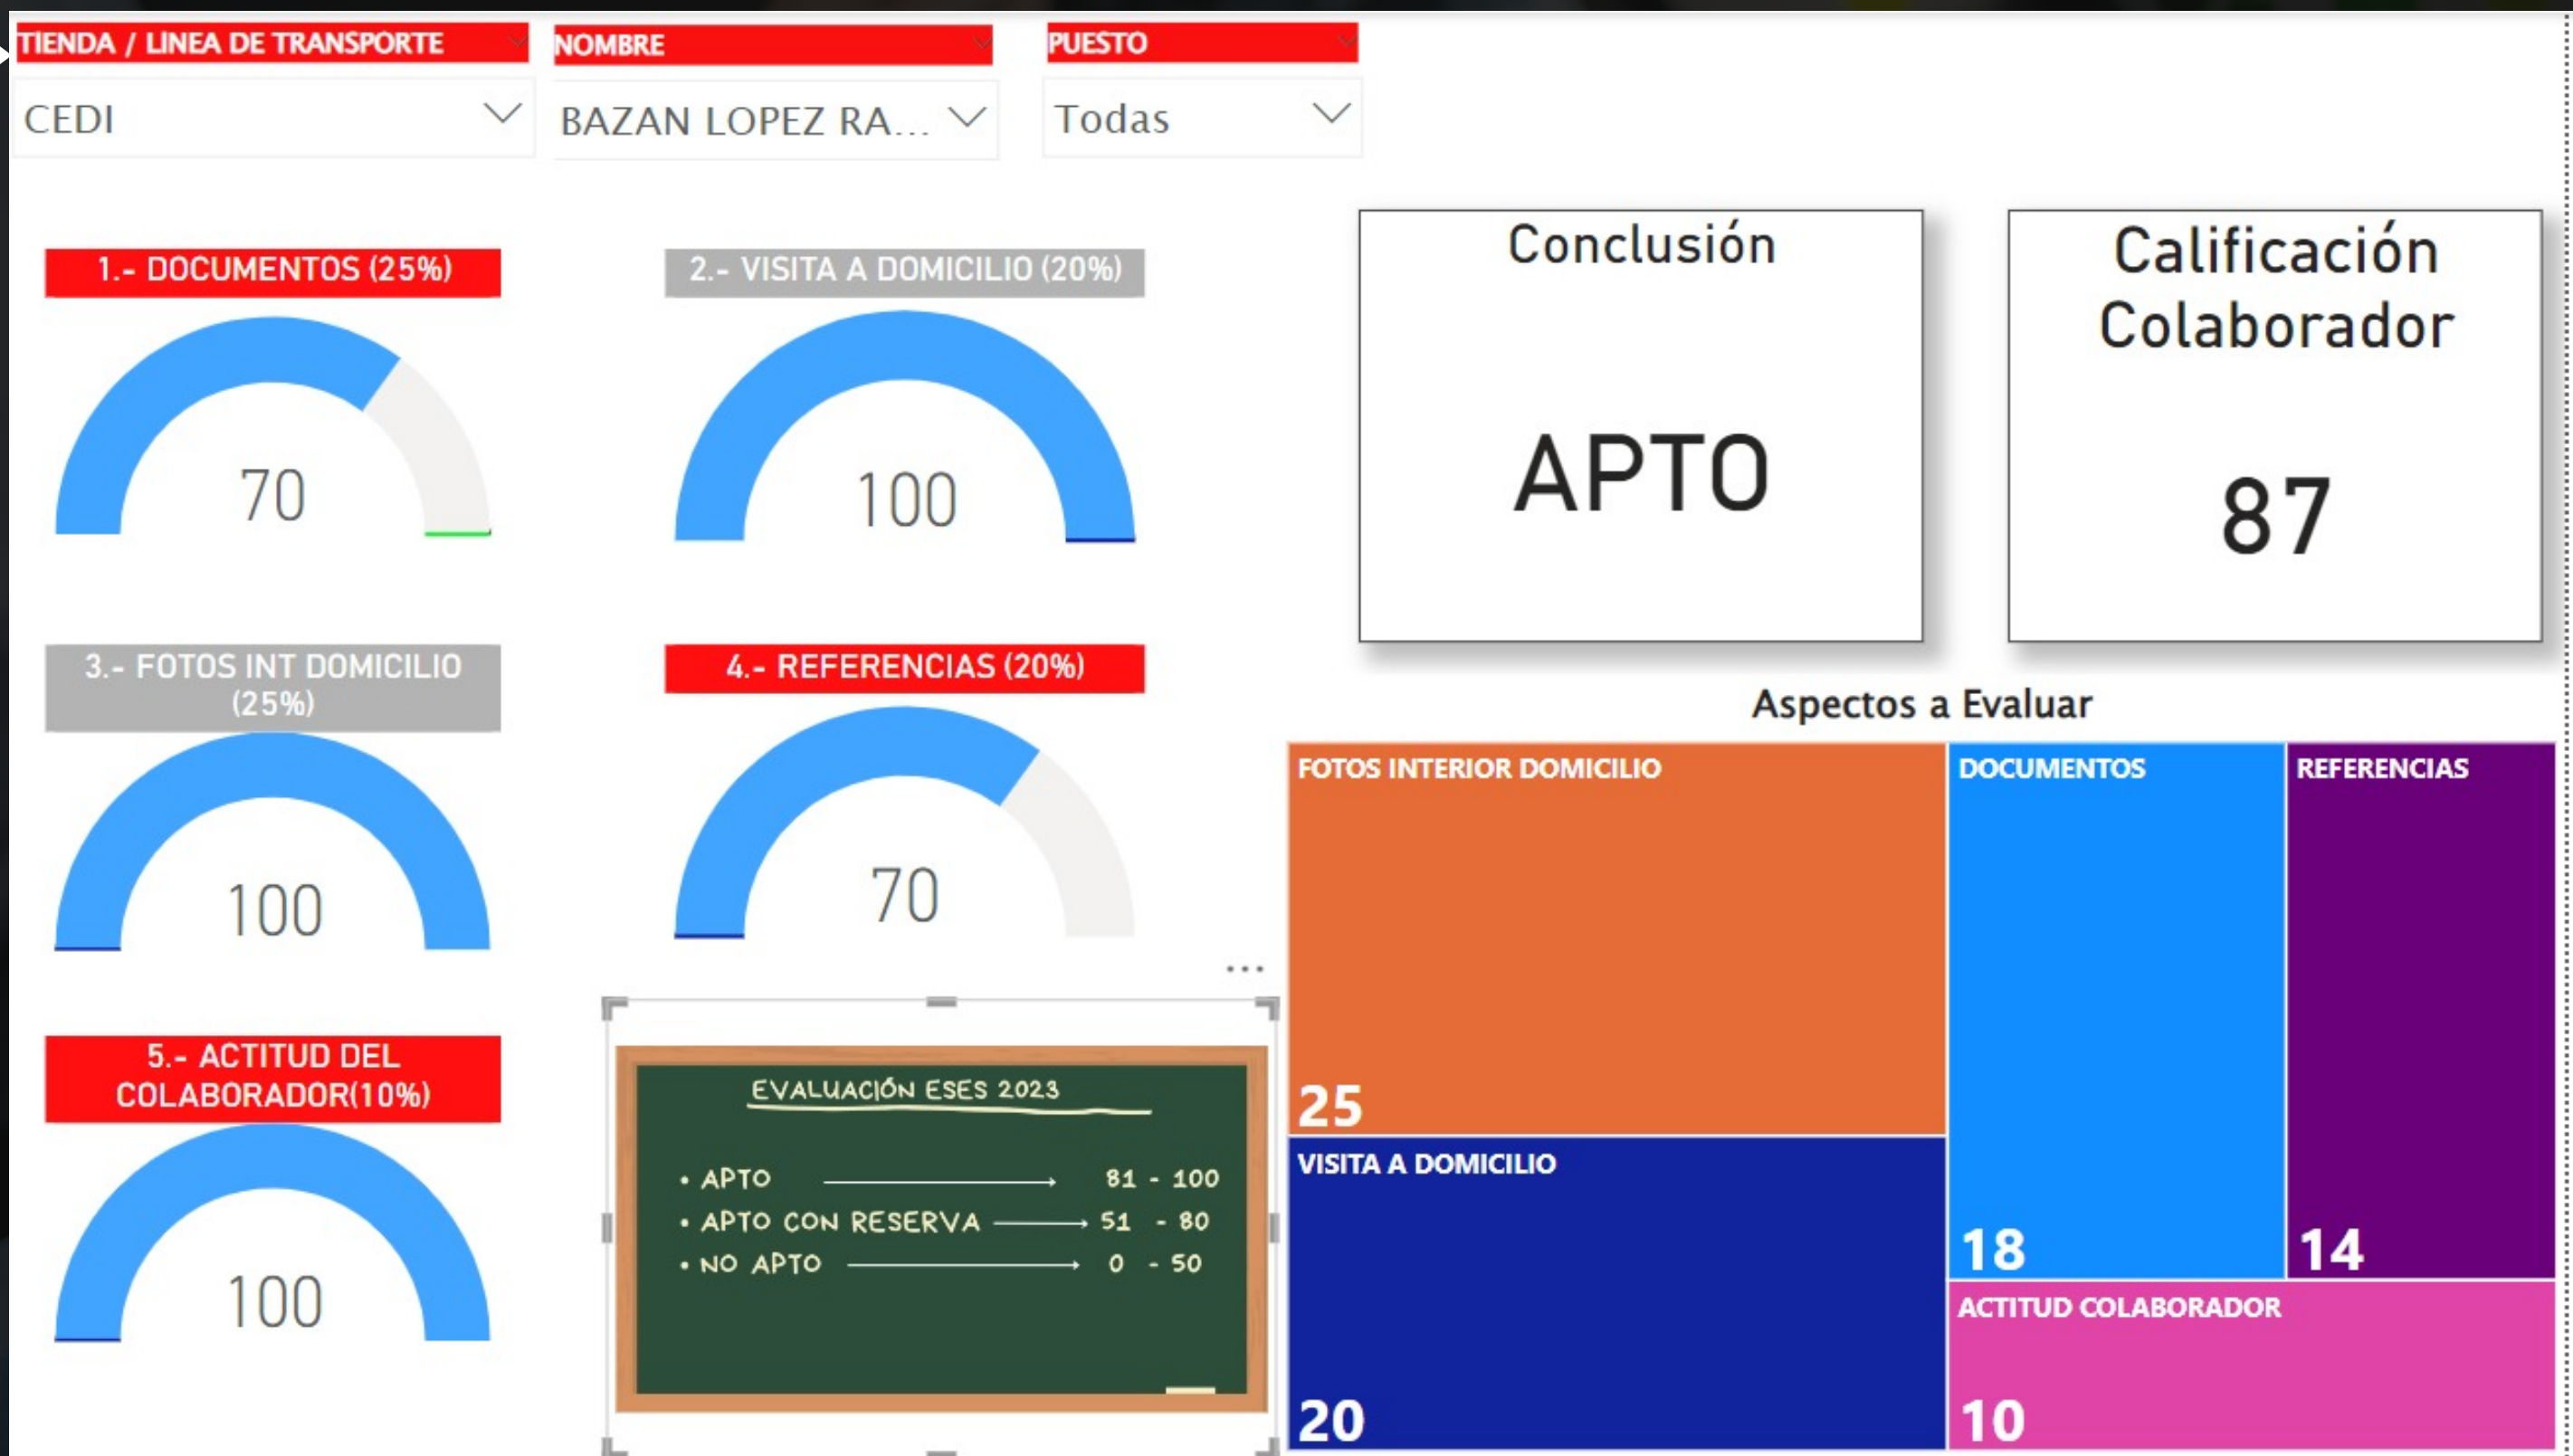 TIENDA / LÍNEA DE TRANSPORTE
NOMBRE
PUESTO
CEDI
BAZAN LOPEZ RA...
Todas
1.- DOCUMENTOS (25%)
70
2.- VISITA A DOMICILIO (20%)
100
Conclusión
APTO
Calificación
Colaborador
87
3.- FOTOS INT DOMICILIO
(25%)
100
4.- REFERENCIAS (20%)
70
5.- ACTITUD DEL
COLABORADOR(10%)
100
EVALUACIÓN ESES 2023
• APTO 81 - 100
• APTO CON RESERVA 51 - 80
• NO APTO 0 - 50
Aspectos a Evaluar
FOTOS INTERIOR DOMICILIO
25
VISITA A DOMICILIO
20
DOCUMENTOS
18
REFERENCIAS
14
ACTITUD COLABORADOR
10